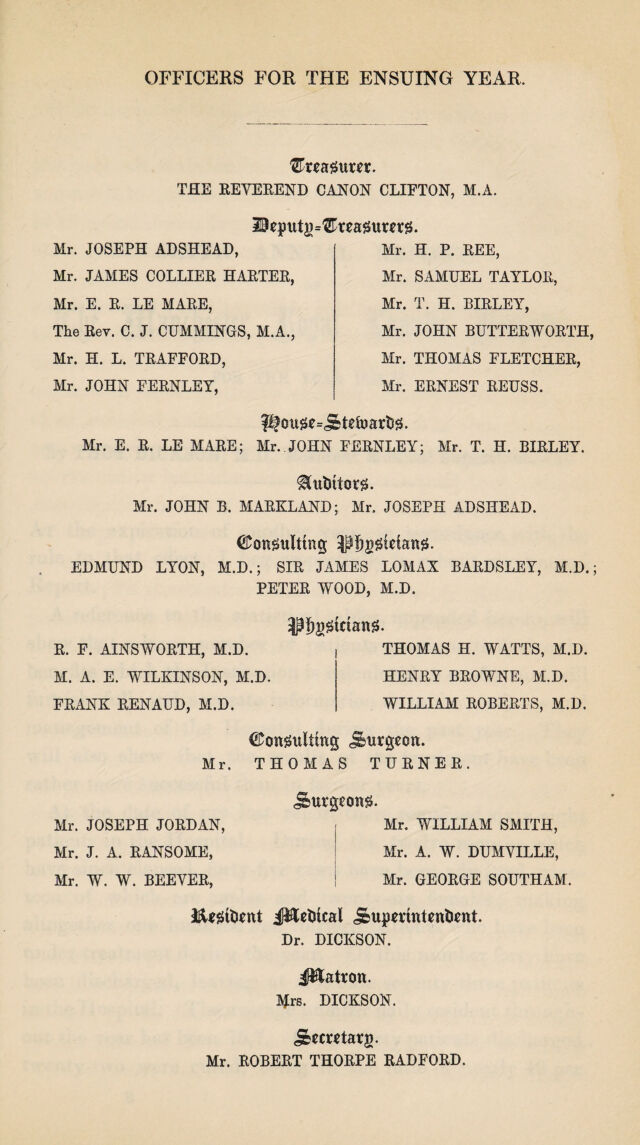 OFFICERS FOR THE ENSUING YEAR.
Treasurer.
THE REVEREND CANON CLIFTON, M.A.
Deputy=Treasurers.
Mr. JOSEPH ADSHEAD,
Mr. JAMES COLLIER HARTER,
Mr. E. R. LE MARE,
The Rev. C. J. CUMMINGS, M.A.,
Mr. H. L. TRAFFORD,
Mr. JOHN FERNLEY,
Mr. H. P. REE,
Mr. SAMUEL TAYLOR,
Mr. T. H. BIRLEY,
Mr. JOHN BUTTERWORTH,
Mr. THOMAS FLETCHER,
Mr. ERNEST REUSS.
House=Stewards.
Mr. E. R. LE MARE; Mr. JOHN FERNLEY; Mr. T. H. BIRLEY.
Auditors.
Mr. JOHN B. MARKLAND; Mr. JOSEPH ADSHEAD.
Consulting Physicians.
EDMUND LYON, M.D.; SIR JAMES LOMAX BARDSLEY, M.D.;
PETER WOOD, M.D.
Physicians.
R. F. AINSWORTH, M.D.
M. A. E. WILKINSON, M.D.
FRANK RENAUD, M.D.
THOMAS H. WATTS, M.D.
HENRY BROWNE, M.D.
WILLIAM ROBERTS, M.D.
Consulting Surgeon.
Mr. THOMAS TURNER.
Surgeons.
Mr. JOSEPH JORDAN,
Mr. J. A. RANSOME,
Mr. W. W. BEEVER,
Mr. WILLIAM SMITH,
Mr. A. W. DUMVILLE,
Mr. GEORGE SOUTHAM.
Resident Medical Superintendent.
Dr. DICKSON.
Matron.
Mrs. DICKSON.
Secretary.
Mr. ROBERT THORPE RADFORD.